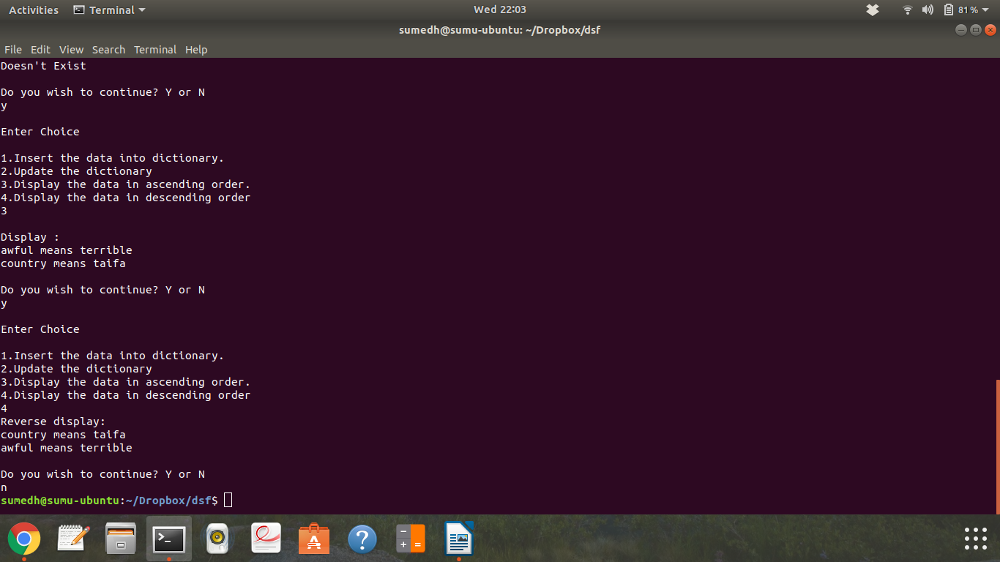 Activities Terminal Wed 22:03 81%
sumedh@sumu-ubuntu: ~/Dropbox/dsf
File Edit View Search Terminal Help
Doesn't Exist
Do you wish to continue? Y or N
y
Enter Choice
1.Insert the data into dictionary.
2.Update the dictionary
3.Display the data in ascending order.
4.Display the data in descending order
3
Display :
awful means terrible
country means taifa
Do you wish to continue? Y or N
y
Enter Choice
1.Insert the data into dictionary.
2.Update the dictionary
3.Display the data in ascending order.
4.Display the data in descending order
4
Reverse display:
country means taifa
awful means terrible
Do you wish to continue? Y or N
n
sumedh@sumu-ubuntu:~/Dropbox/dsf$